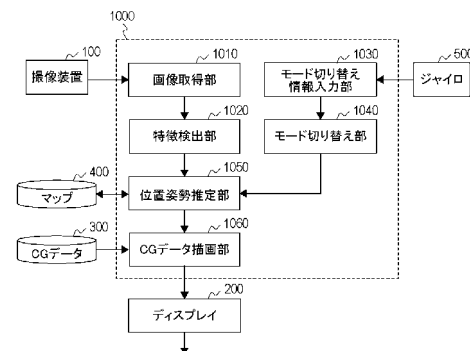 1000
100
撮像装置
1010
画像取得部
1030
モード切り替え
情報入力部
500
ジャイロ
1020
特徴検出部
1040
モード切り替え部
400
マップ
1050
位置姿勢推定部
300
CGデータ
1060
CGデータ描画部
200
ディスプレイ